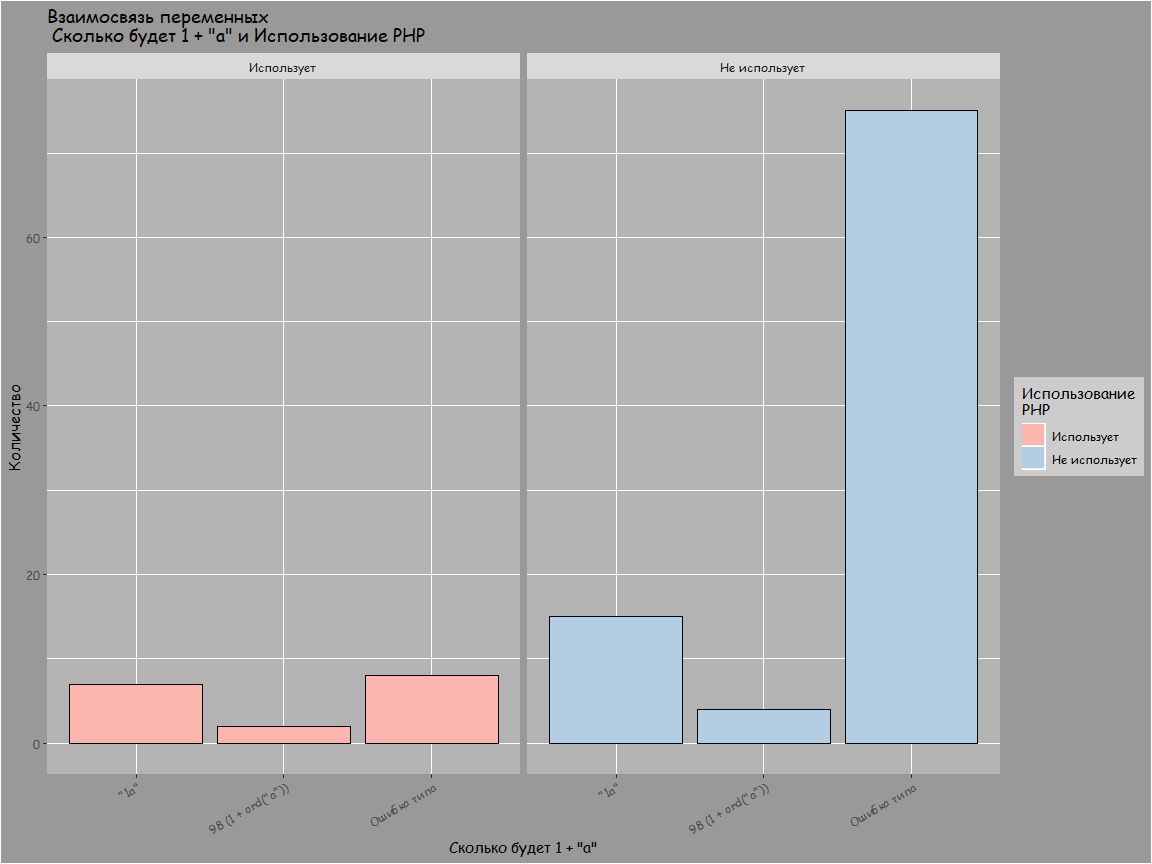 Взаимосвязь переменных
Сколько будет 1 + "a" и Использование PHP
Использует
Не использует
Количество
60
40
20
0
"1a"
98 (1 + ord("a"))
Ошибка типа
"1a"
98 (1 + ord("a"))
Ошибка типа
Сколько будет 1 + "a"
Использование
PHP
Использует
Не использует